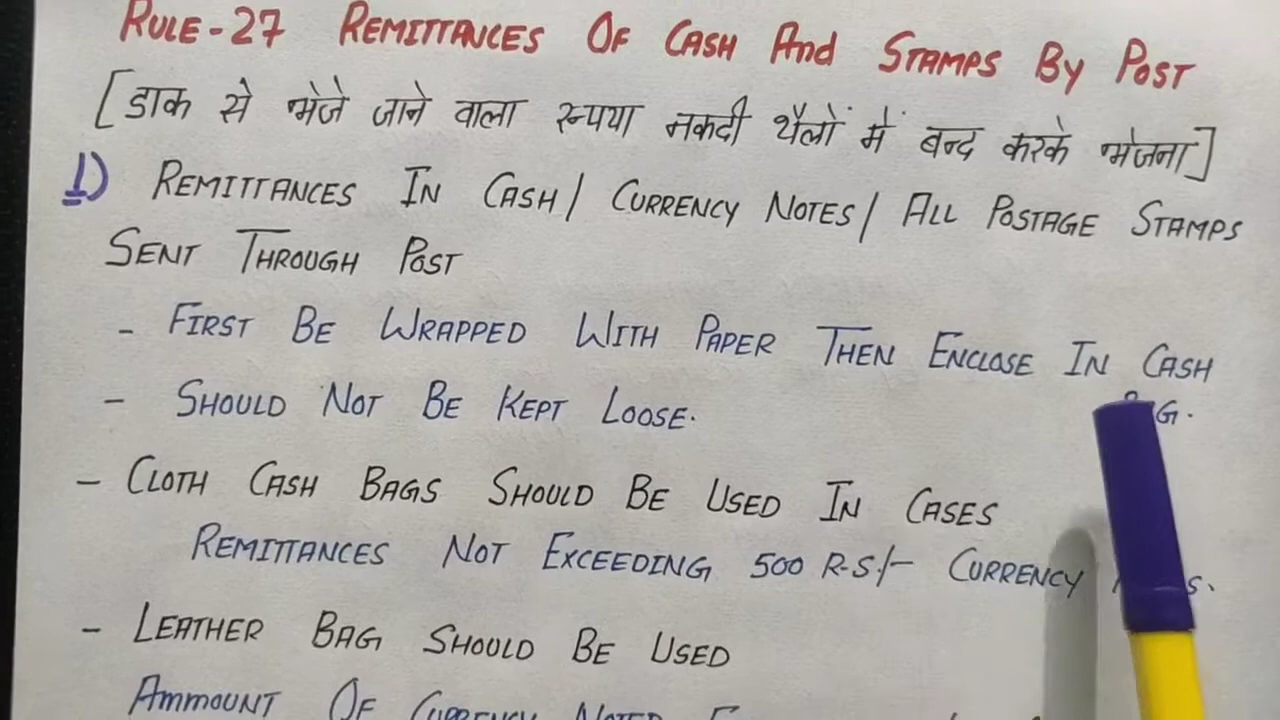 RULE-27 REMITTANCES OF CASH And STAMPS BY POST
[डाक से भेजे जाने वाला रूपया नकदी थैलों में बन्द करके भेजना]
1) REMITTANCES IN CASH/ CURRENCY NOTES/ ALL POSTAGE STAMPS
SENT THROUGH POST
- FIRST BE WRAPPED WITH PAPER THEN ENCLOSE IN CASH
- SHOULD NOT BE KEPT LOOSE.
- CLOTH CASH BAGS SHOULD BE USED IN CASES
REMITTANCES NOT EXCEEDING 500 R.S/- CURRENCY
- LEATHER BAG SHOULD BE USED
AMMOUNT OF CURRENCY NOTES